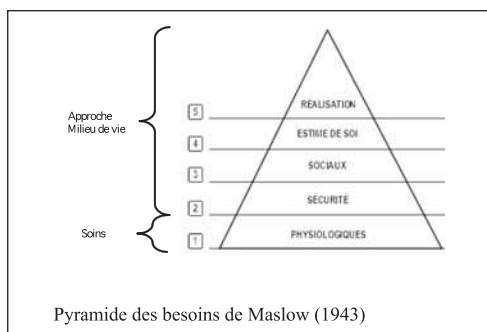 Approche
Milieu de vie
Soins
5
RÉALISATION
4
ESTIME DE SOI
3
SOCIAUX
2
SÉCURITÉ
1
PHYSIOLOGIQUES
Pyramide des besoins de Maslow (1943)